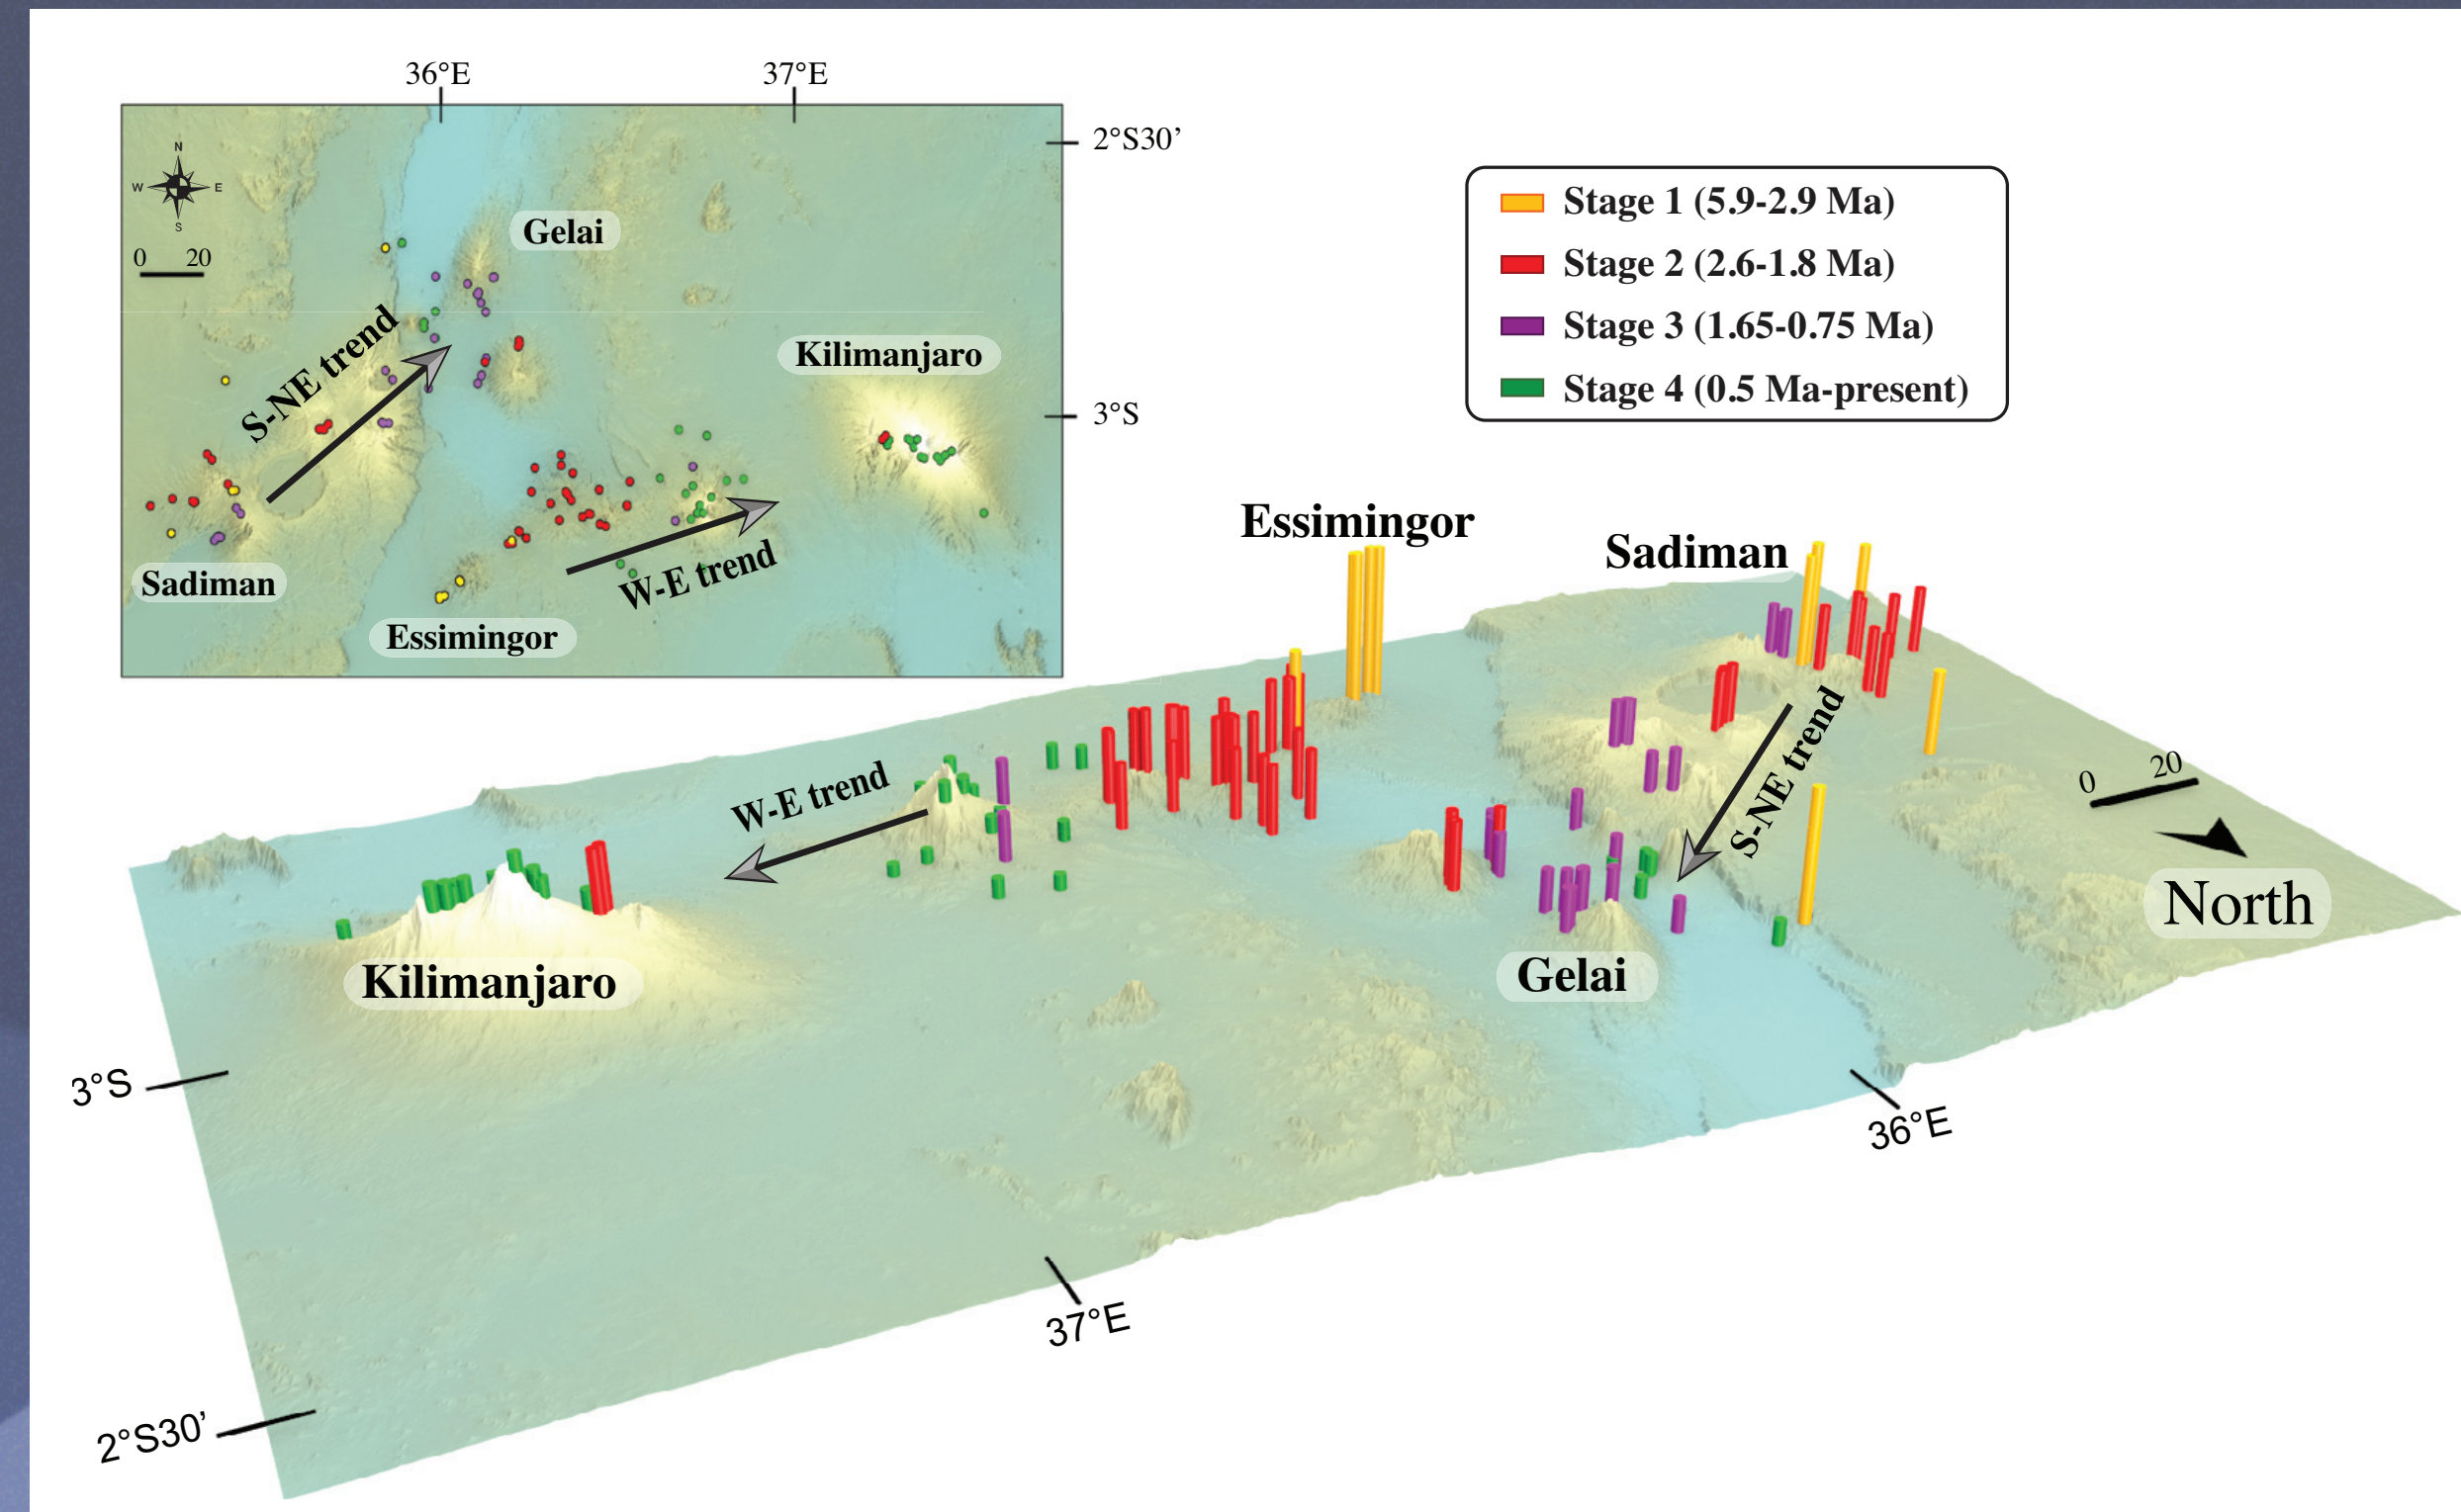 36°E
37°E
2°S30’
N
W
E
S
0
20
Gelai
S-NE trend
Kilimanjaro
3°S
Sadiman
W-E trend
Essimingor
Stage 1 (5.9-2.9 Ma)
Stage 2 (2.6-1.8 Ma)
Stage 3 (1.65-0.75 Ma)
Stage 4 (0.5 Ma-present)
Essimingor
Sadiman
W-E trend
S-NE trend
0
20
North
Kilimanjaro
Gelai
3°S
36°E
37°E
2°S30’